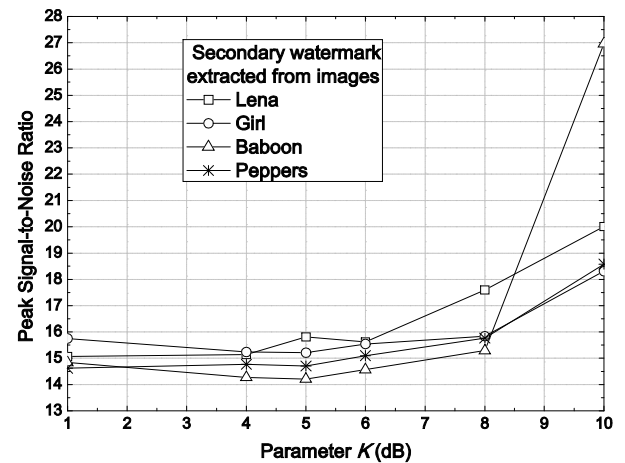 28
27
26
25
24
23
22
21
20
19
18
17
16
15
14
13
Peak Signal-to-Noise Ratio
Secondary watermark
extracted from images
Lena
Girl
Baboon
Peppers
1 2 3 4 5 6 7 8 9 10
Parameter K (dB)